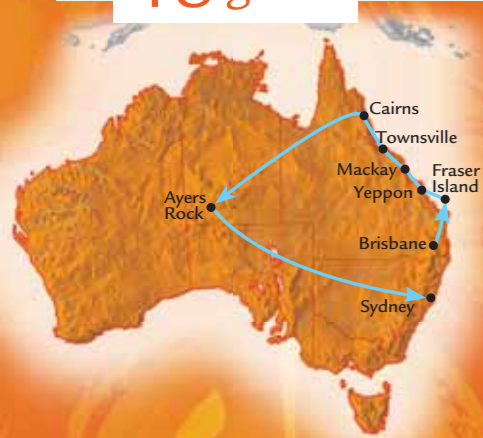 Cairns
Townsville
Mackay
Yeppon
Fraser
Island
Ayers
Rock
Brisbane
Sydney